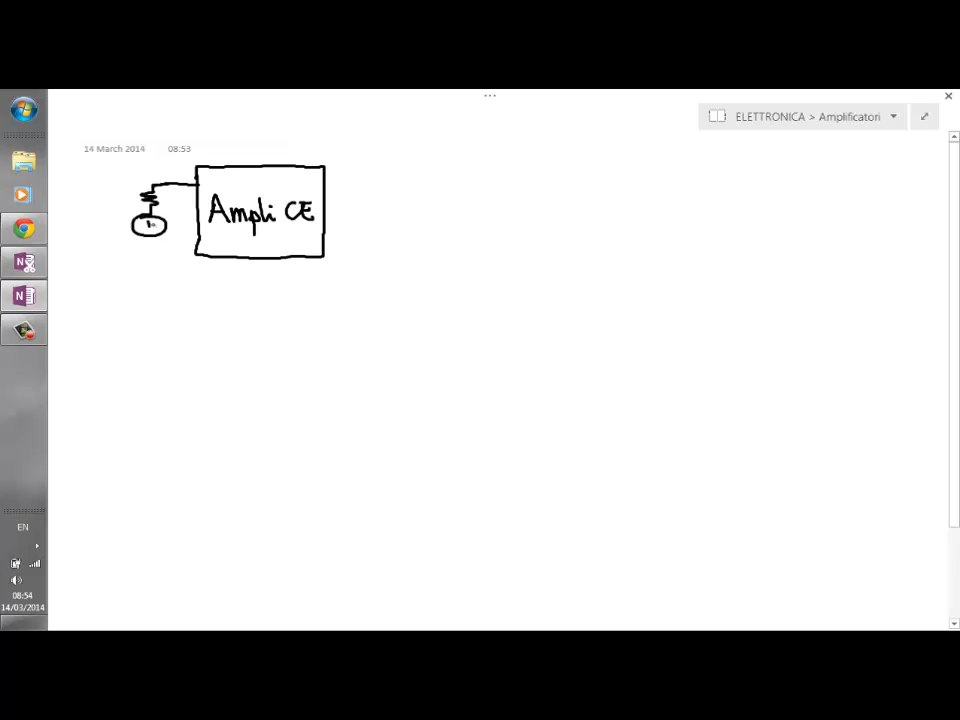 ELETTRONICA > Amplificatori
14 March 2014 08:53
Ampli CE
EN
08:54
14/03/2014